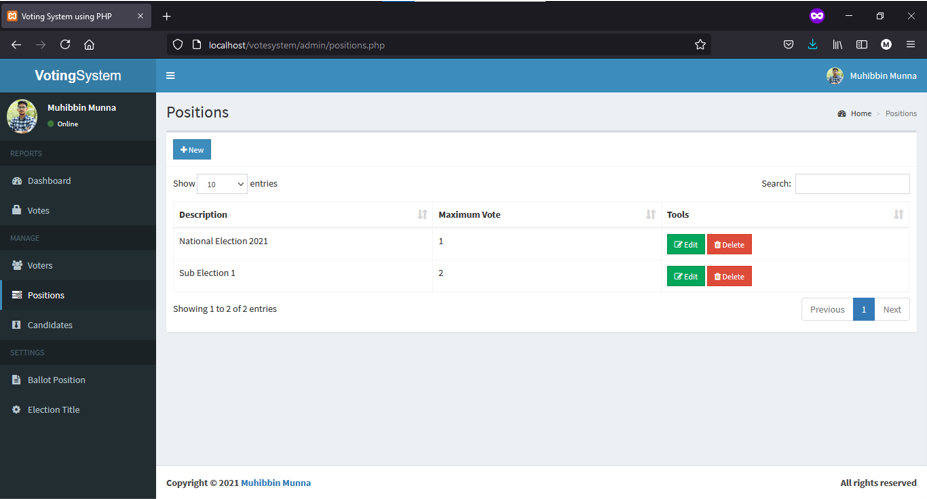 Voting System using PHP
localhost/votesystem/admin/positions.php
M
VotingSystem
Muhibbin Munna
Muhibbin Munna
Online
Positions
Home > Positions
REPORTS
New
Dashboard
Show 10 entries
Search:
Votes
Description Maximum Vote Tools
MANAGE
National Election 2021 1 Edit Delete
Voters
Sub Election 1 2 Edit Delete
Positions
Showing 1 to 2 of 2 entries
Previous 1 Next
Candidates
SETTINGS
Ballot Position
Election Title
Copyright © 2021 Muhibbin Munna
All rights reserved